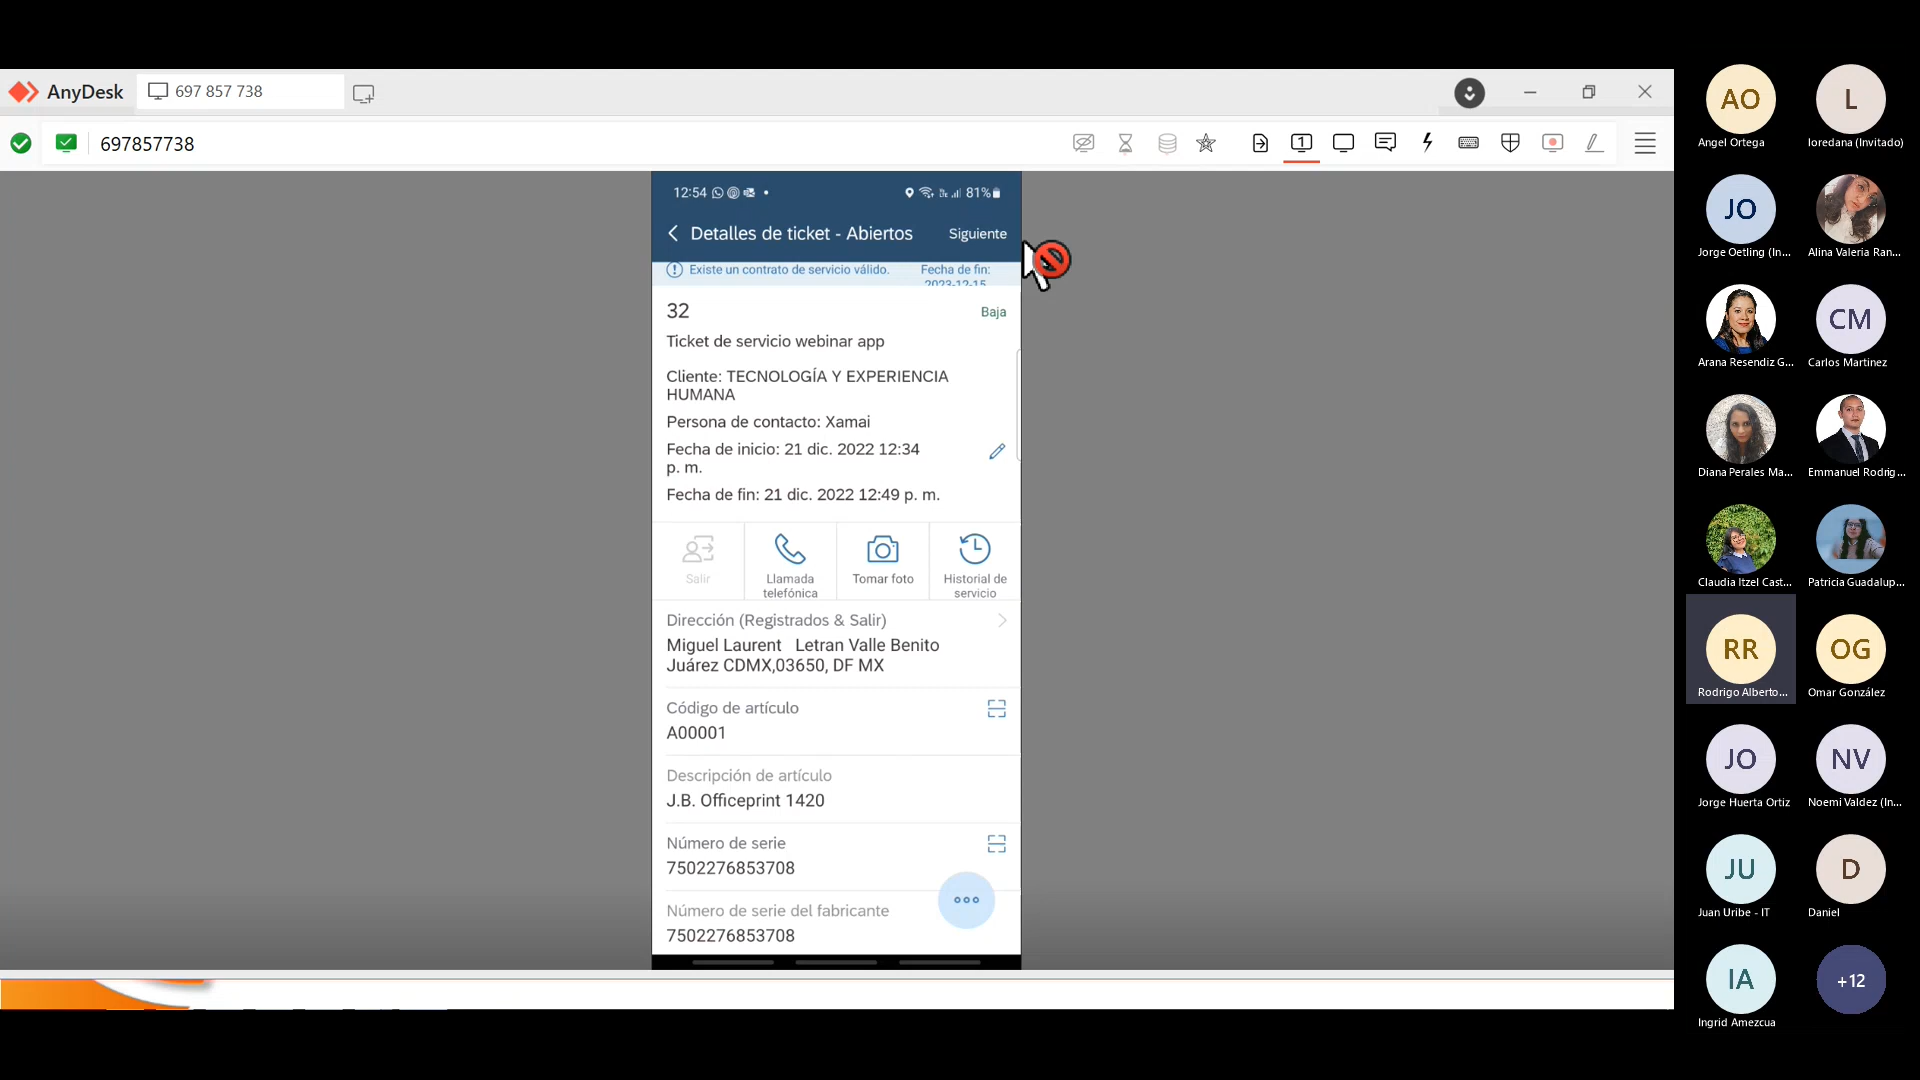 AnyDesk
697 857 738
697857738
12:54
81%
Detalles de ticket - Abiertos
Siguiente
Existe un contrato de servicio válido.
Fecha de fin:
2023-12-15
32
Baja
Ticket de servicio webinar app
Cliente: TECNOLOGÍA Y EXPERIENCIA
HUMANA
Persona de contacto: Xamai
Fecha de inicio: 21 dic. 2022 12:34
p. m.
Fecha de fin: 21 dic. 2022 12:49 p. m.
Salir
Llamada
telefónica
Tomar foto
Historial de
servicio
Dirección (Registrados & Salir)
Miguel Laurent Letran Valle Benito
Juárez CDMX,03650, DF MX
Código de artículo
A00001
Descripción de artículo
J.B. Officeprint 1420
Número de serie
7502276853708
Número de serie del fabricante
7502276853708
AO
Angel Ortega
L
loredana (Invitado)
JO
Jorge Oetling (In...
Alina Valeria Ran...
Arana Resendiz G...
CM
Carlos Martinez
Diana Perales Ma...
Emmanuel Rodrig...
Claudia Itzel Cast...
Patricia Guadalup...
RR
Rodrigo Alberto...
OG
Omar González
JO
Jorge Huerta Ortiz
NV
Noemi Valdez (In...
JU
Juan Uribe - IT
D
Daniel
IA
Ingrid Amezcua
+12